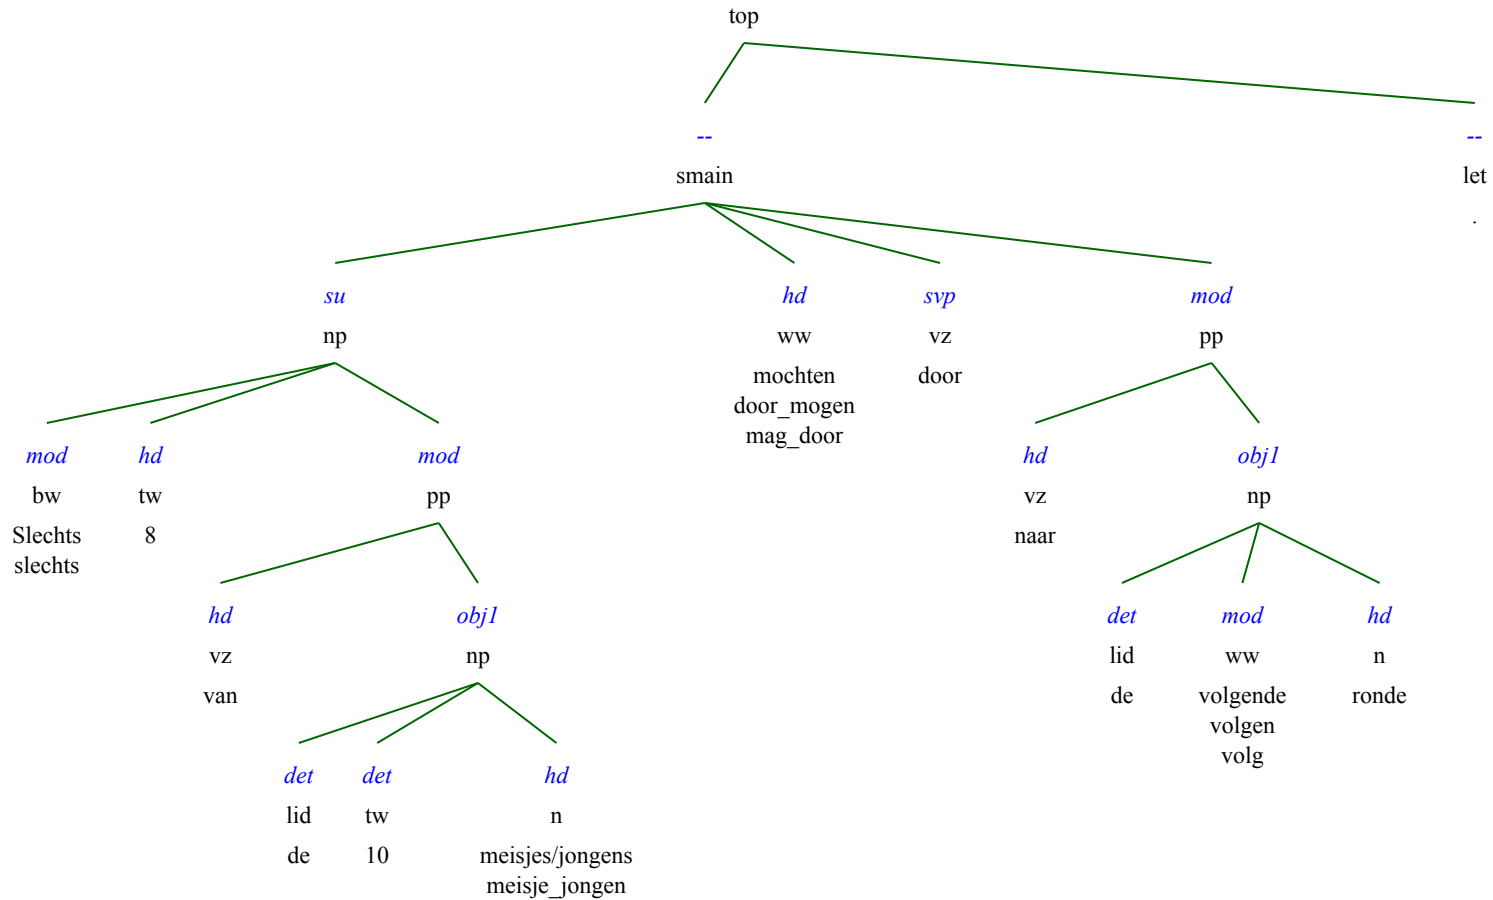 top
-- --
smain let
.
su hd svp mod
np ww vz pp
mochten door
door_mogen
mag_door
mod hd mod hd obj1
bw tw pp vz np
Slechts 8 naar
slechts
hd obj1 det mod hd
vz np lid ww n
van de volgende ronde
volgen
volg
det det hd
lid tw n
de 10 meisjes/jongens
meisje_jongen